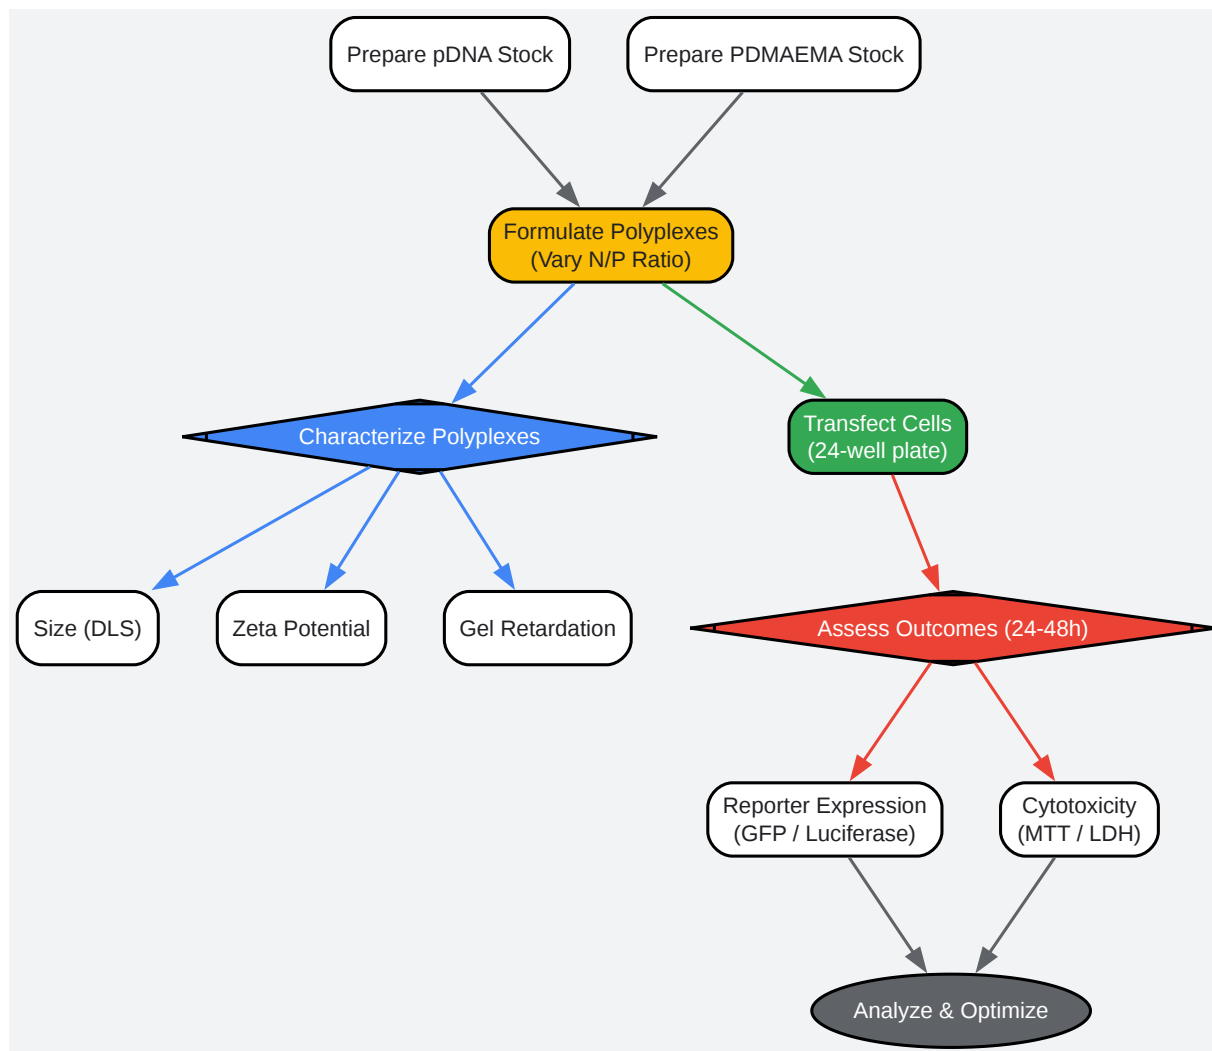 Prepare pDNA Stock
Prepare PDMAEMA Stock
Formulate Polyplexes
(Vary N/P Ratio)
Characterize Polyplexes
Transfect Cells
(24-well plate)
Size (DLS)
Zeta Potential
Gel Retardation
Assess Outcomes (24-48h)
Reporter Expression
(GFP / Luciferase)
Cytotoxicity
(MTT / LDH)
Analyze & Optimize